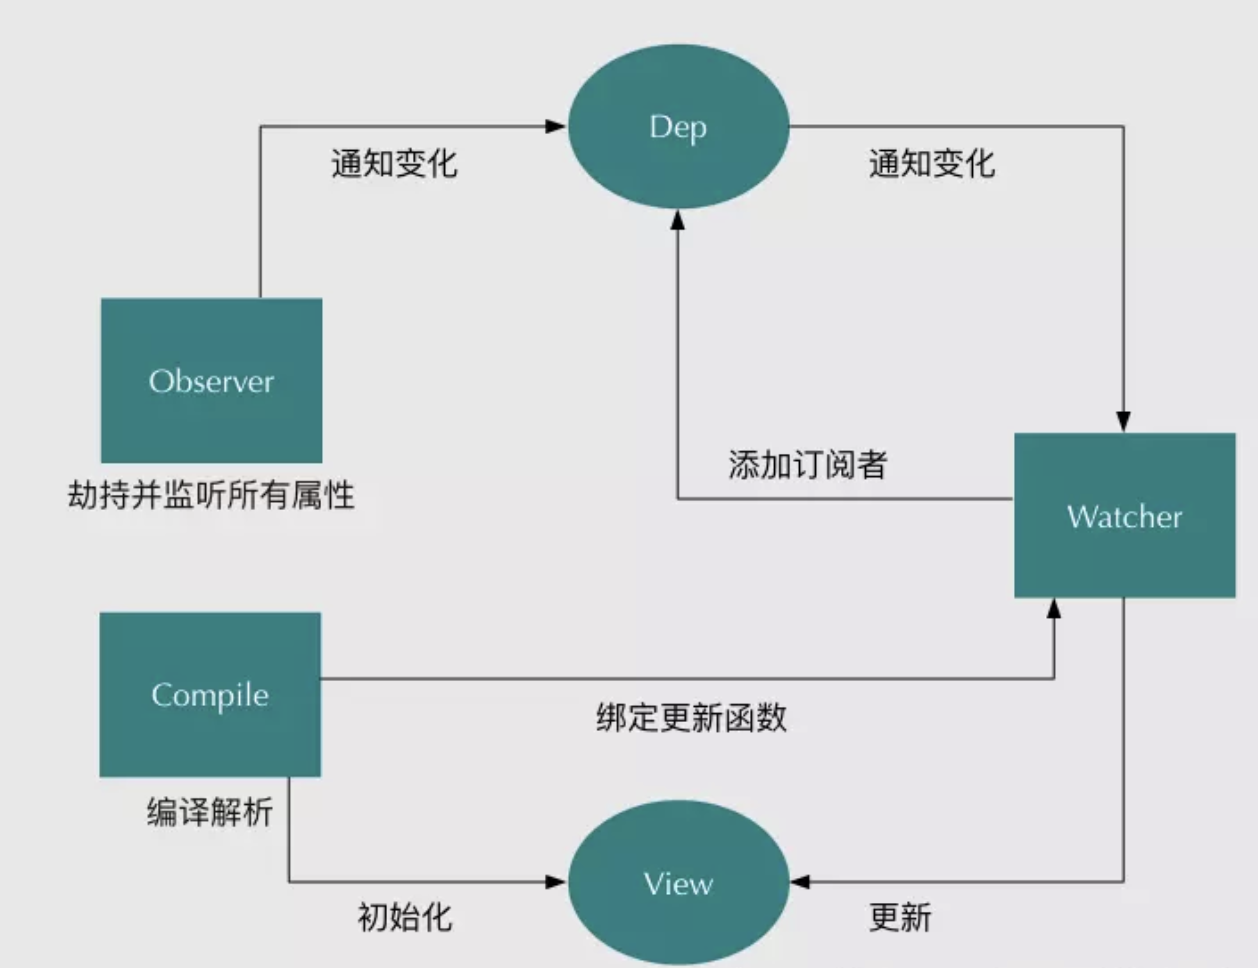 Dep
通知变化
通知变化
Observer
劫持并监听所有属性
添加订阅者
Watcher
Compile
绑定更新函数
编译解析
View
初始化
更新